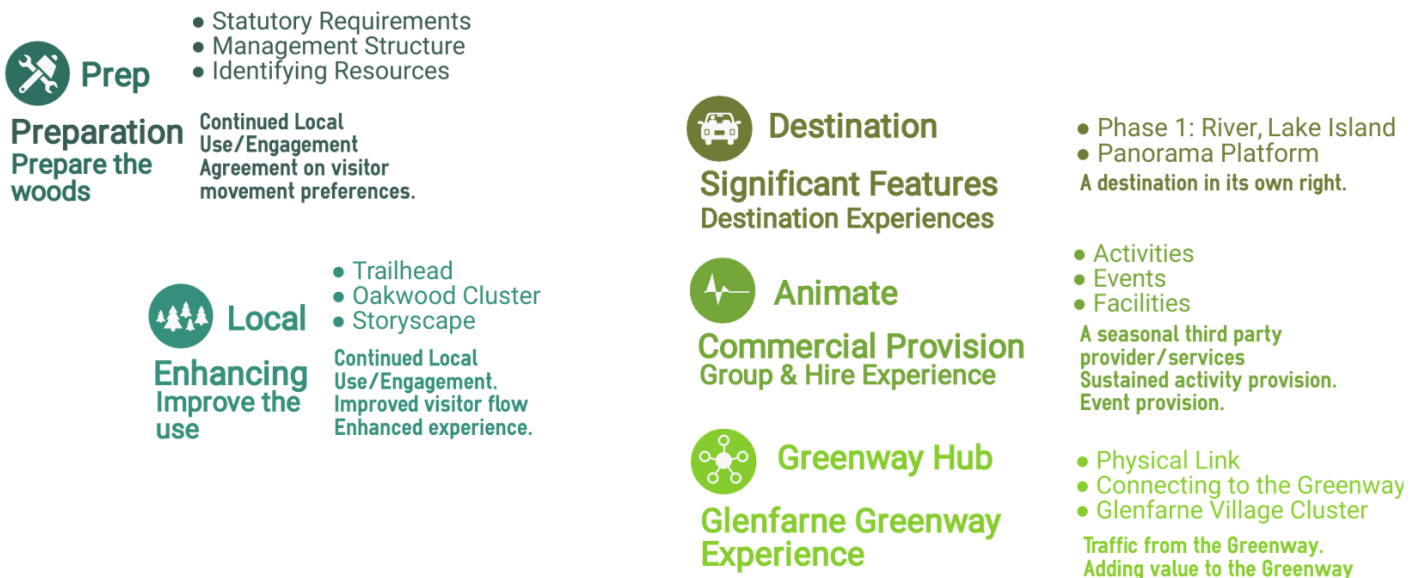 ● Statutory Requirements
● Management Structure
● Identifying Resources
Prep
Preparation
Prepare the
woods
Continued Local
Use/Engagement
Agreement on visitor
movement preferences.
● Trailhead
● Oakwood Cluster
● Storyscape
Local
Enhancing
Improve the
use
Continued Local
Use/Engagement.
Improved visitor flow
Enhanced experience.
Destination
Significant Features
Destination Experiences
● Phase 1: River, Lake Island
● Panorama Platform
A destination in its own right.
Animate
Commercial Provision
Group & Hire Experience
● Activities
● Events
● Facilities
A seasonal third party
provider/services
Sustained activity provision.
Event provision.
Greenway Hub
Glenfarne Greenway
Experience
● Physical Link
● Connecting to the Greenway
● Glenfarne Village Cluster
Traffic from the Greenway.
Adding value to the Greenway